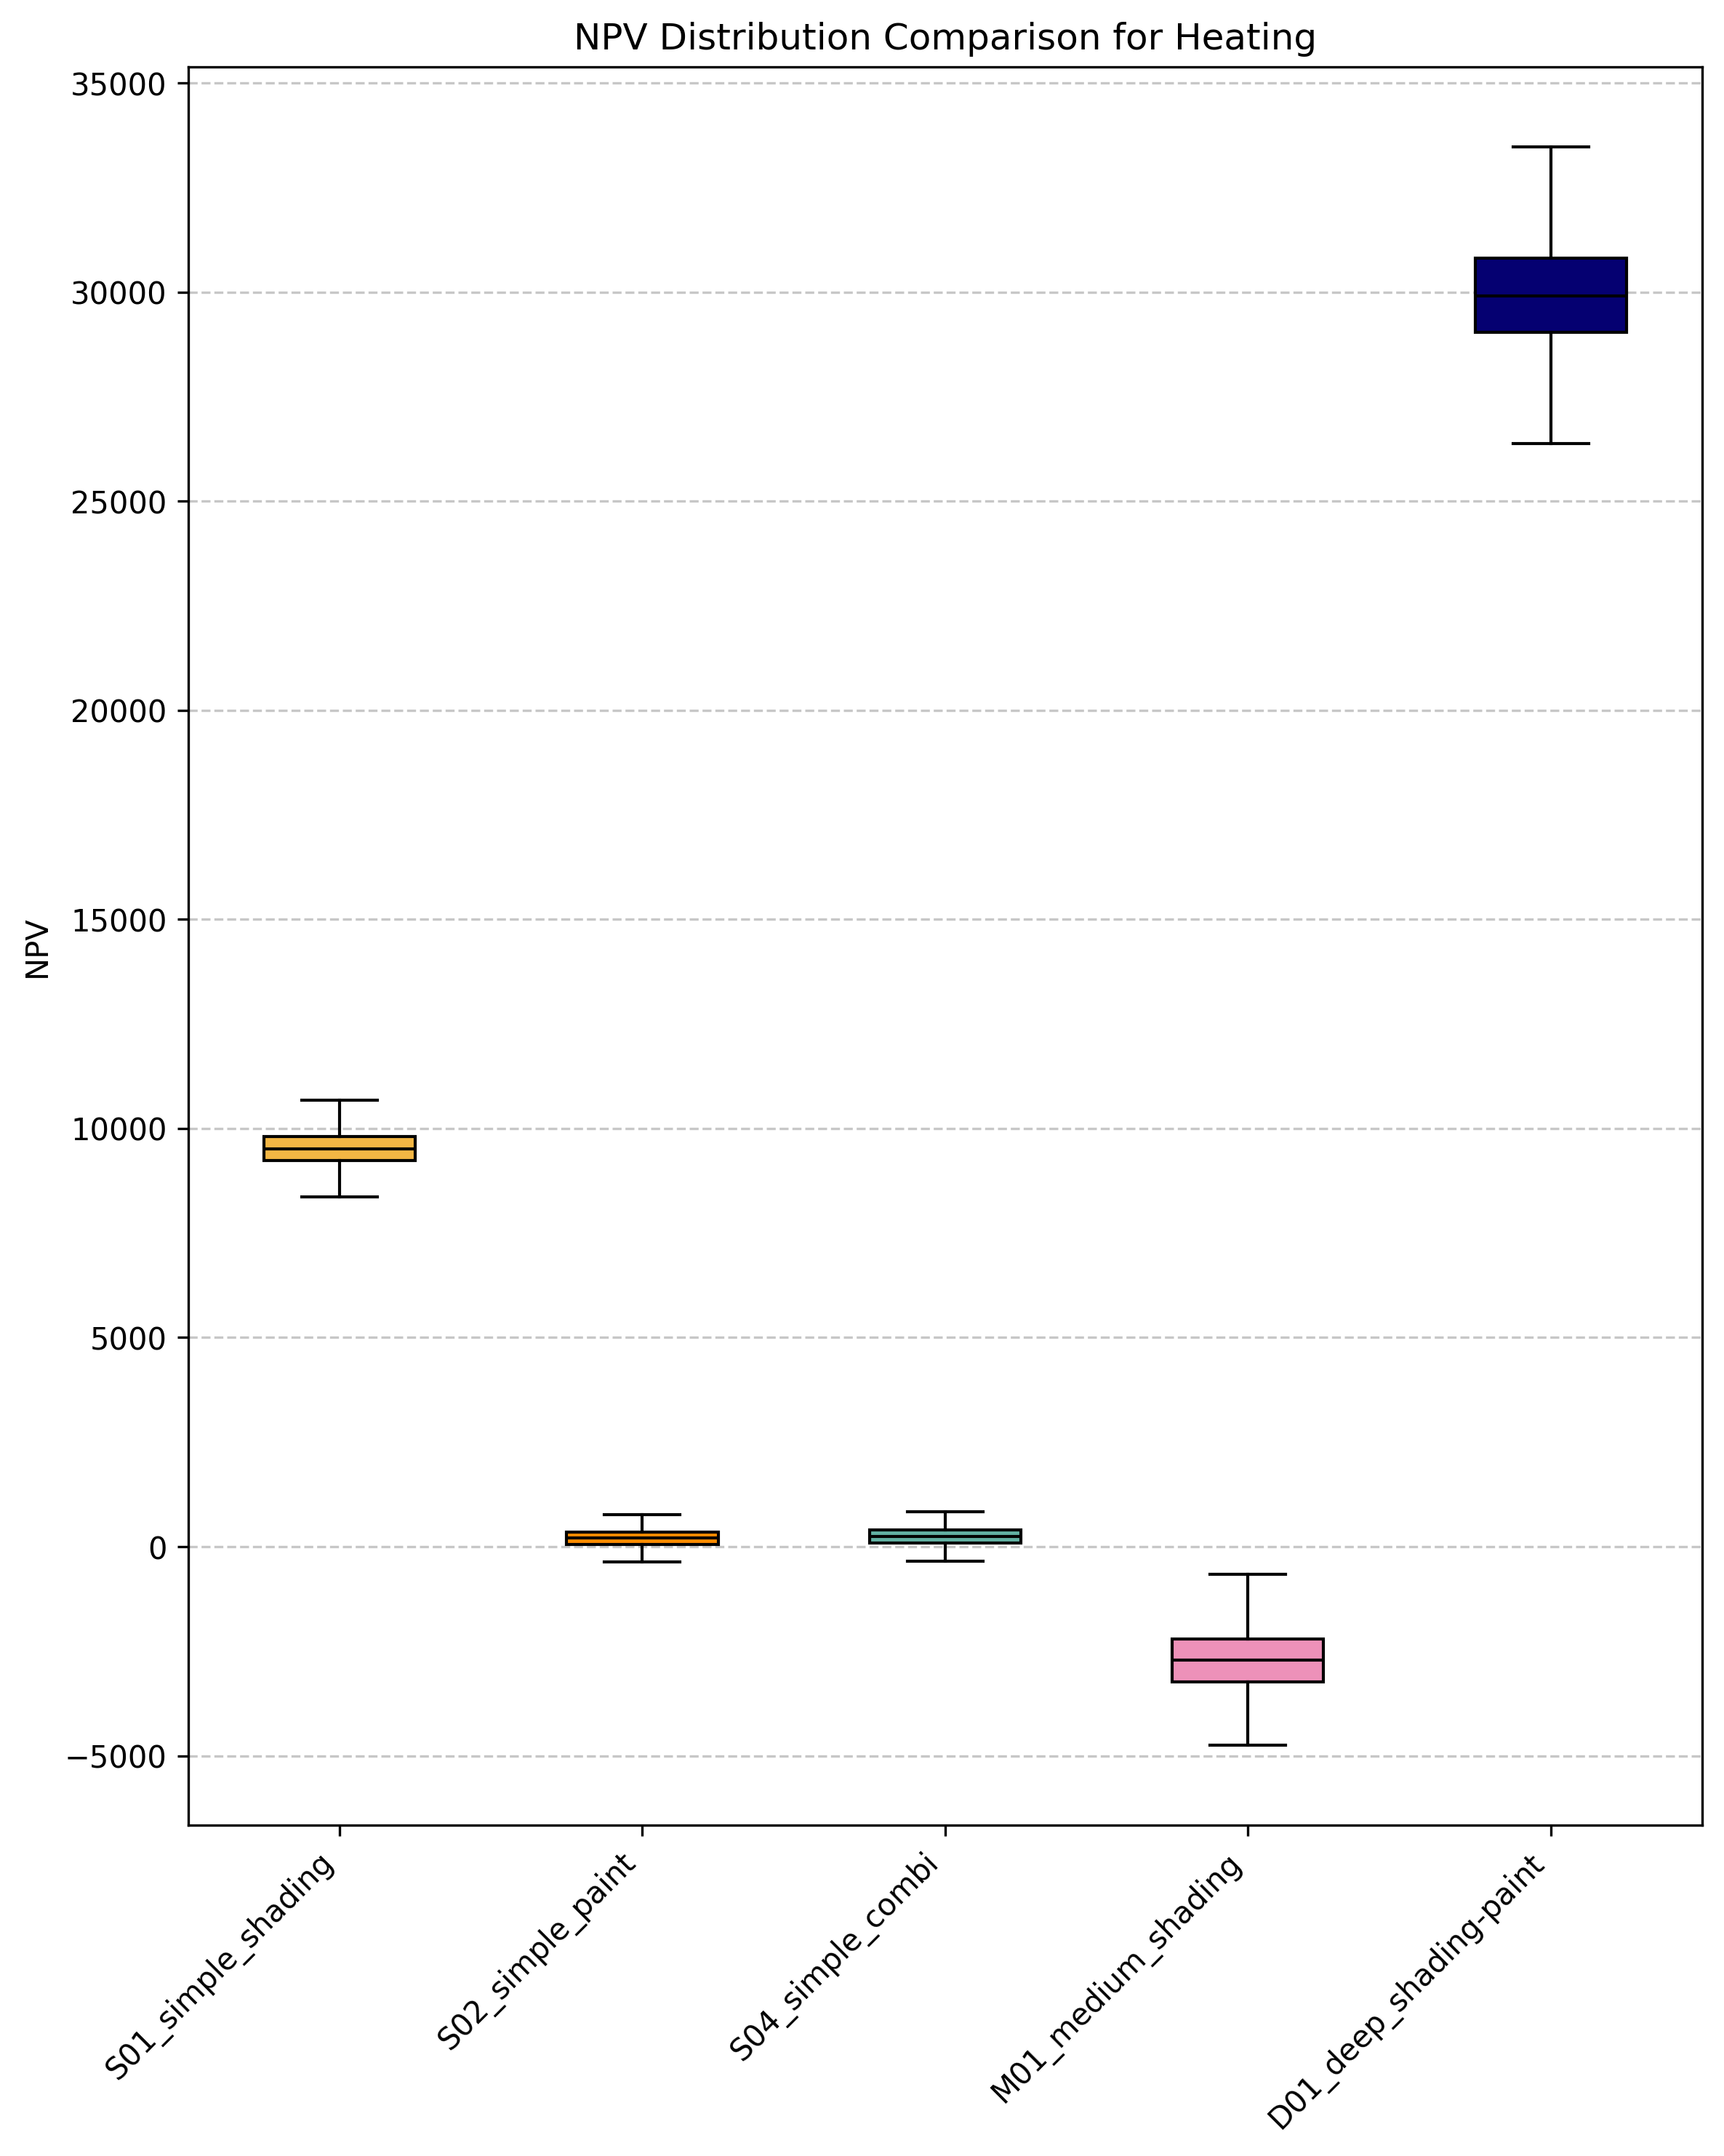 NPV Distribution Comparison for Heating
35000
30000
25000
20000
15000
10000
5000
0
−5000
NPV
S01_simple_shading
S02_simple_paint
S04_simple_combi
M01_medium_shading
D01_deep_shading-paint